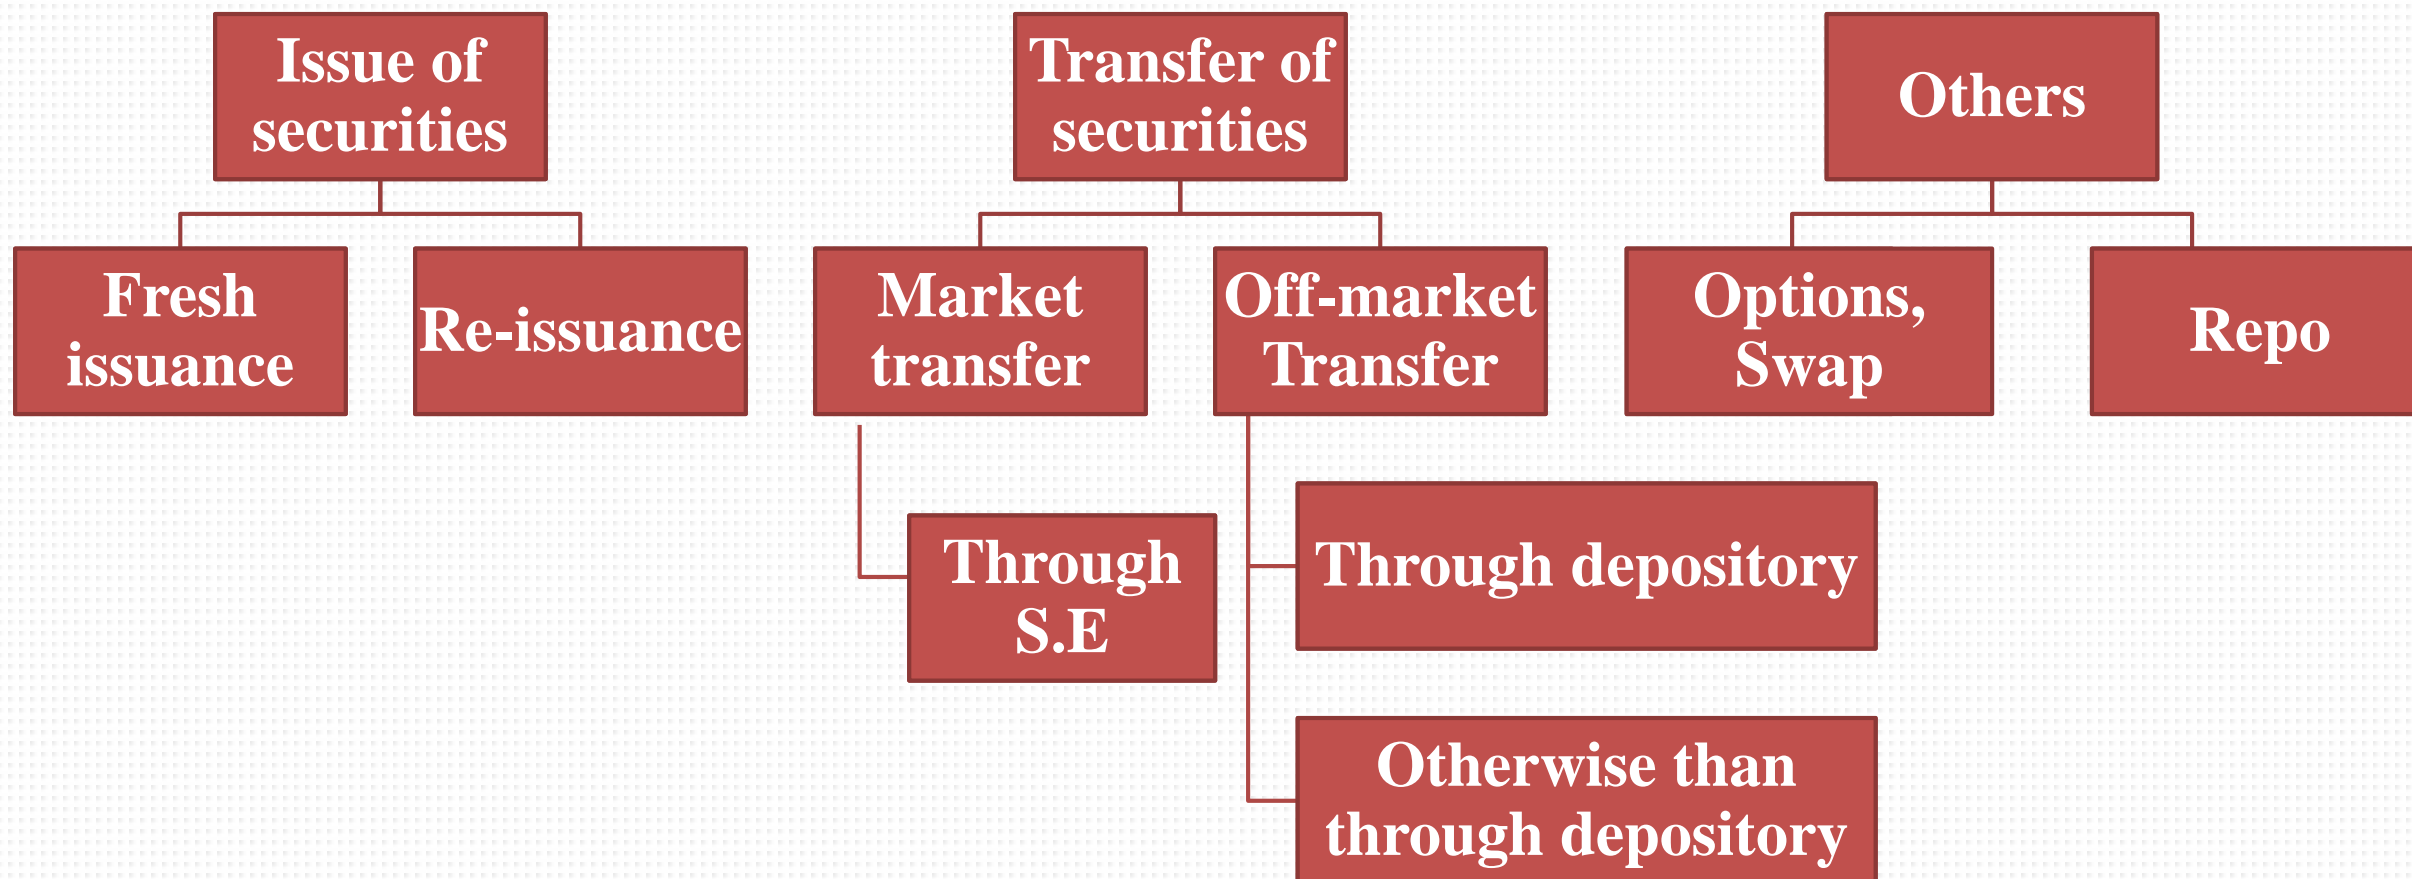 Issue of
securities
Transfer of
securities
Others
Fresh
issuance
Re-issuance
Market
transfer
Off-market
Transfer
Options,
Swap
Repo
Through
S.E
Through depository
Otherwise than
through depository